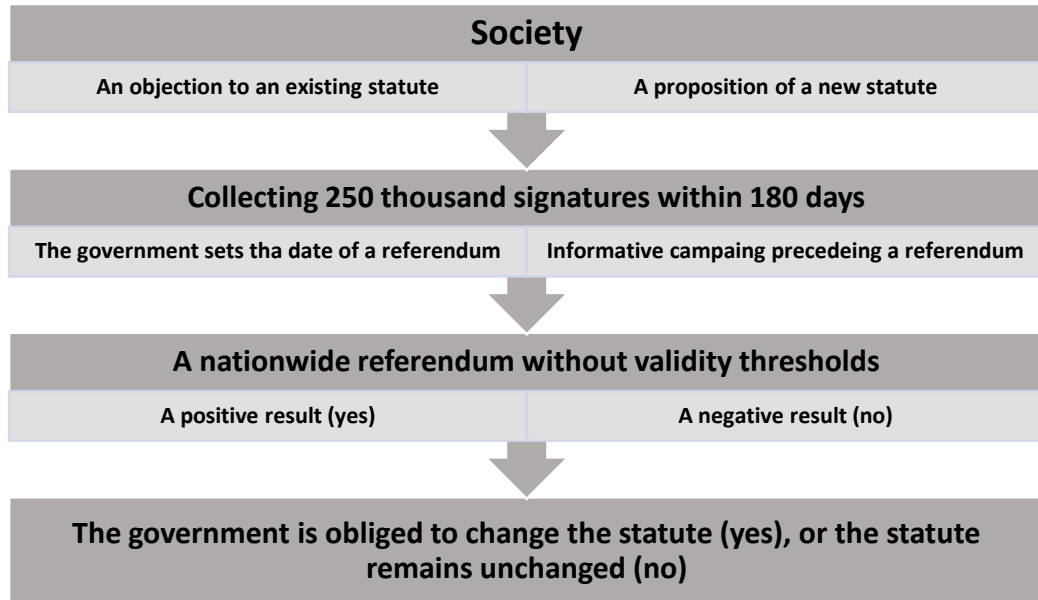 Society
An objection to an existing statute
A proposition of a new statute
Collecting 250 thousand signatures within 180 days
The government sets tha date of a referendum
Informative campaing precedeing a referendum
A nationwide referendum without validity thresholds
A positive result (yes)
A negative result (no)
The government is obliged to change the statute (yes), or the statute
remains unchanged (no)